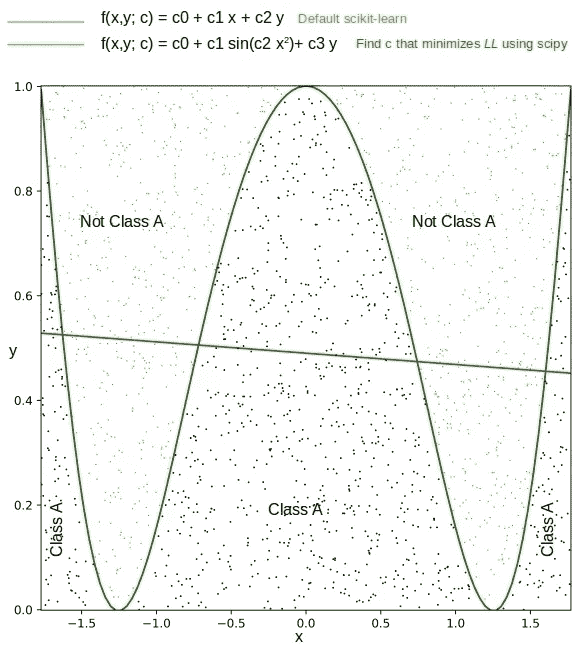 f(x,y; c) = c0 + c1 x + c2 y Default scikit-learn
f(x,y; c) = c0 + c1 sin(c2 x²)+ c3 y Find c that minimizes LL using scipy
1.0
0.8
Not Class A Not Class A
0.6
y
0.4
0.2
Class A Class A Class A
0.0
−1.5 −1.0 −0.5 0.0 0.5 1.0 1.5
x